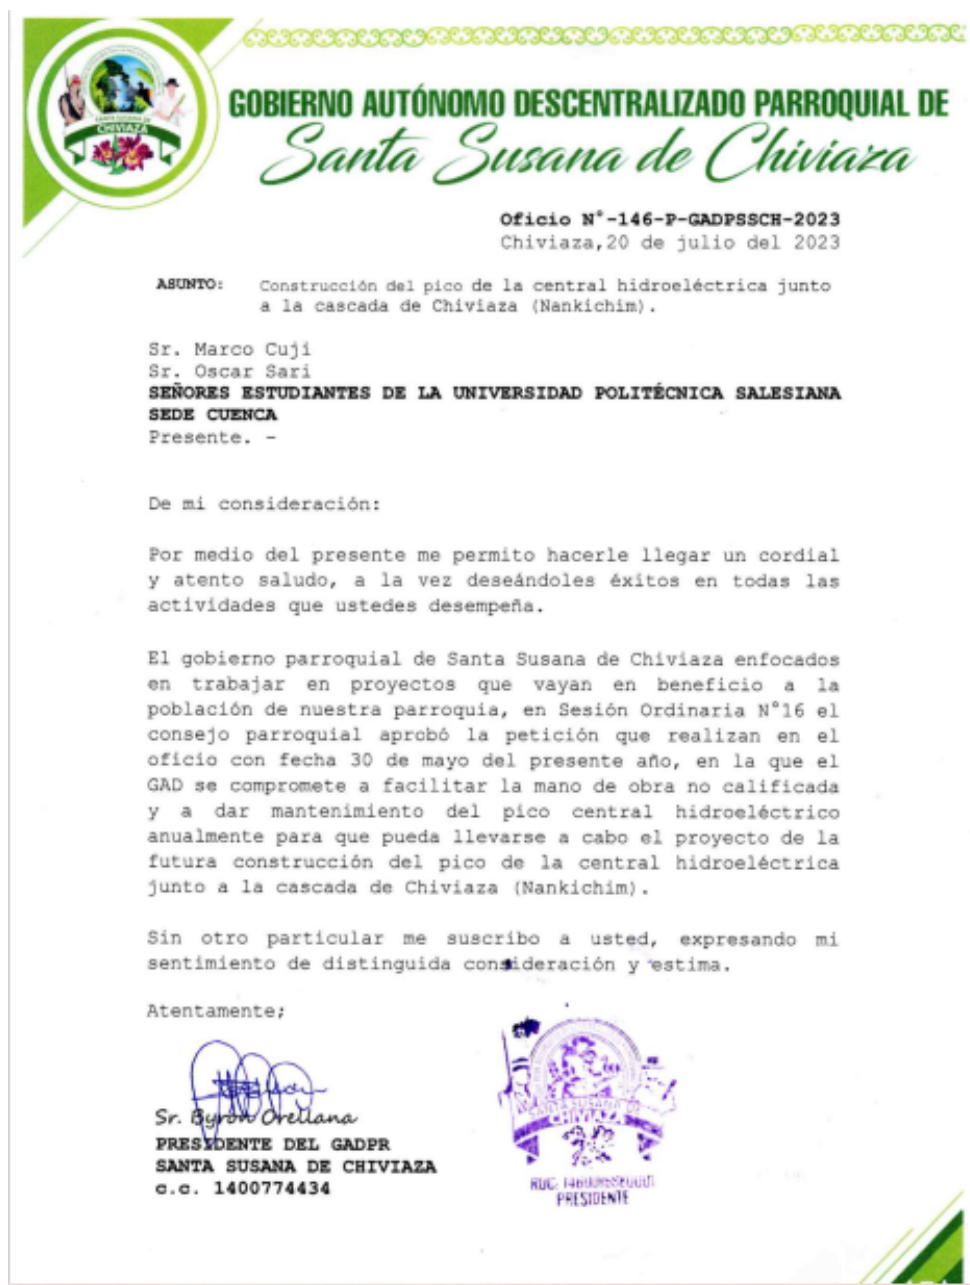 GOBIERNO AUTÓNOMO DESCENTRALIZADO PARROQUIAL DE
Santa Susana de Chiviaza
SANTA SUSANA DE
CHIVIAZA
Oficio N°-146-P-GADPSSCH-2023
Chiviaza,20 de julio del 2023
ASUNTO: Construcción del pico de la central hidroeléctrica junto
a la cascada de Chiviaza (Nankichim).
Sr. Marco Cuji
Sr. Oscar Sari
SEÑORES ESTUDIANTES DE LA UNIVERSIDAD POLITÉCNICA SALESIANA
SEDE CUENCA
Presente. -
De mi consideración:
Por medio del presente me permito hacerle llegar un cordial
y atento saludo, a la vez deseándoles éxitos en todas las
actividades que ustedes desempeña.
El gobierno parroquial de Santa Susana de Chiviaza enfocados
en trabajar en proyectos que vayan en beneficio a la
población de nuestra parroquia, en Sesión Ordinaria N°16 el
consejo parroquial aprobó la petición que realizan en el
oficio con fecha 30 de mayo del presente año, en la que el
GAD se compromete a facilitar la mano de obra no calificada
y a dar mantenimiento del pico central hidroeléctrico
anualmente para que pueda llevarse a cabo el proyecto de la
futura construcción del pico de la central hidroeléctrica
junto a la cascada de Chiviaza (Nankichim).
Sin otro particular me suscribo a usted, expresando mi
sentimiento de distinguida consideración y estima.
Atentamente;
Sr. Byron Orellana
PRESIDENTE DEL GADPR
SANTA SUSANA DE CHIVIAZA
c.c. 1400774434
SANTA SUSANA DE
CHIVIAZA
RUC:
PRESIDENTE